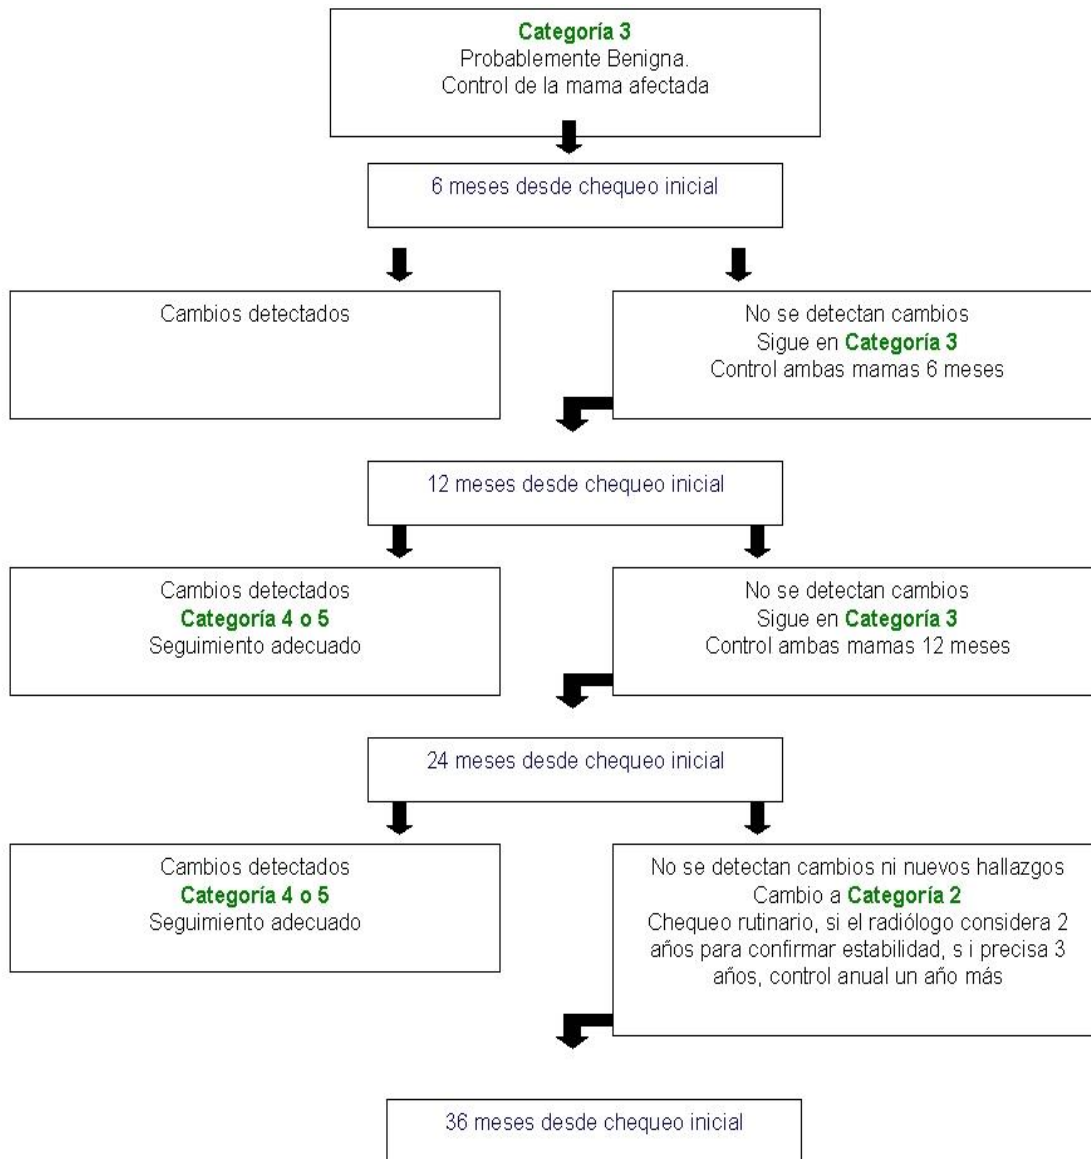 Categoría 3
Probablemente Benigna.
Control de la mama afectada
6 meses desde chequeo inicial
Cambios detectados
No se detectan cambios
Sigue en Categoría 3
Control ambas mamas 6 meses
12 meses desde chequeo inicial
Cambios detectados
Categoría 4 o 5
Seguimiento adecuado
No se detectan cambios
Sigue en Categoría 3
Control ambas mamas 12 meses
24 meses desde chequeo inicial
Cambios detectados
Categoría 4 o 5
Seguimiento adecuado
No se detectan cambios ni nuevos hallazgos
Cambio a Categoría 2
Chequeo rutinario, si el radiólogo considera 2
años para confirmar estabilidad, s i precisa 3
años, control anual un año más
36 meses desde chequeo inicial